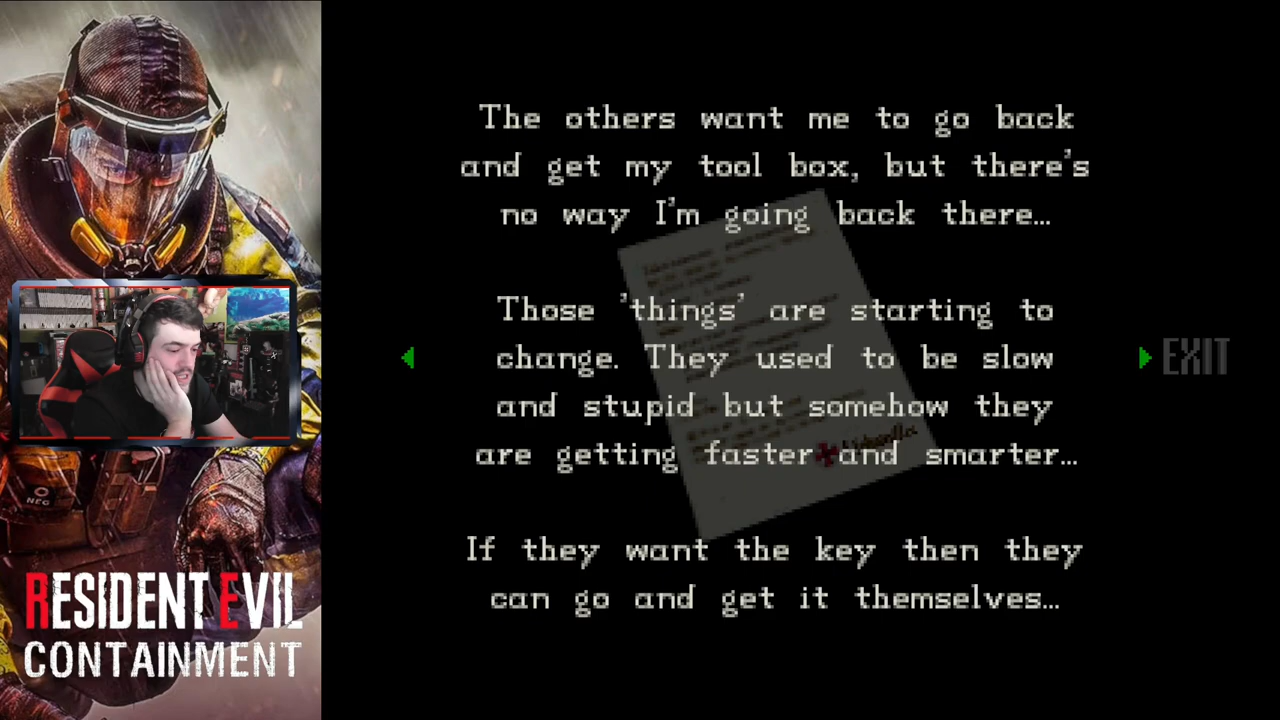 The others want me to go back
and get my tool box, but there's
no way I'm going back there...
Those 'things' are starting to
change. They used to be slow
and stupid but somehow they
are getting faster and smarter...
If they want the key then they
can go and get it themselves...
EXIT
NEG
RESIDENT EVIL
CONTAINMENT